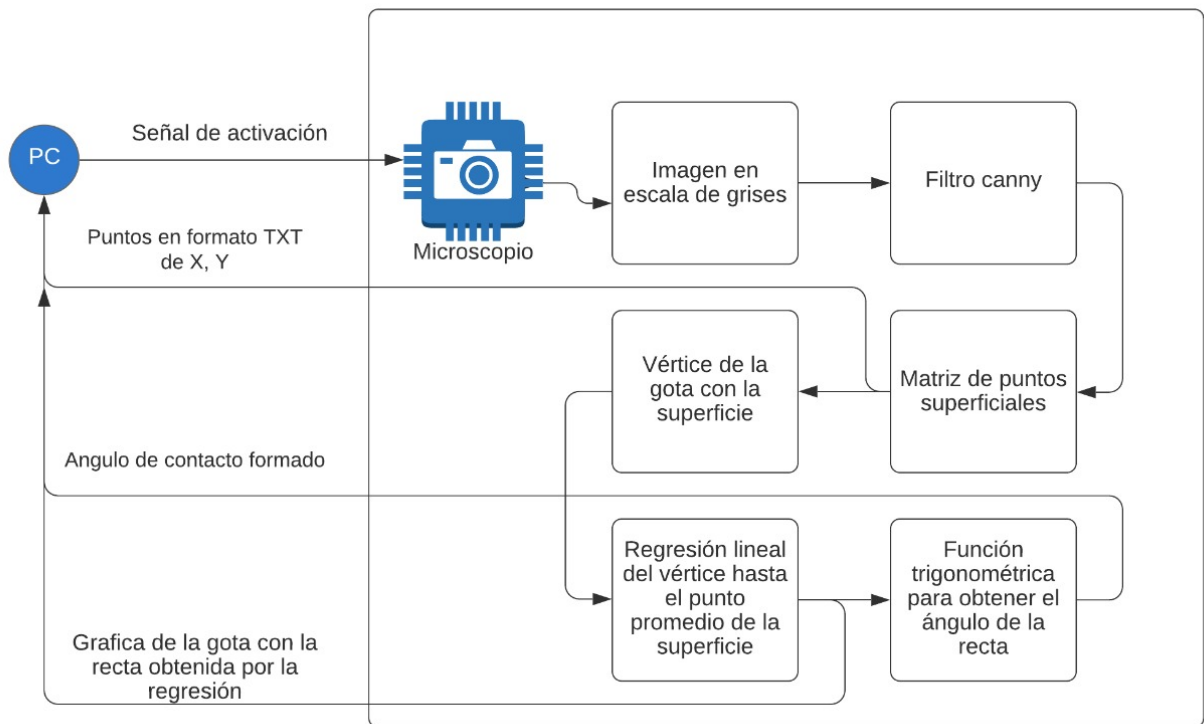 PC
Señal de activación
Microscopio
Imagen en
escala de grises
Filtro canny
Puntos en formato TXT
de X, Y
Vértice de la
gota con la
superficie
Matriz de puntos
superficiales
Angulo de contacto formado
Regresión lineal
del vértice hasta
el punto
promedio de la
superficie
Función
trigonométrica
para obtener el
ángulo de la
recta
Grafica de la gota con la
recta obtenida por la
regresión